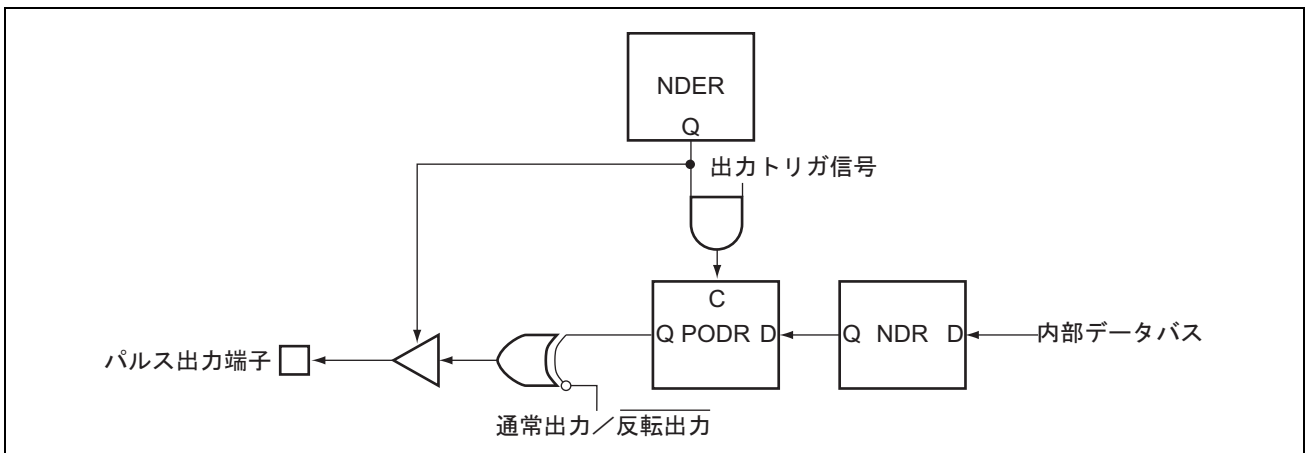 NDER
Q
出力トリガ信号
C
Q PODR D
Q NDR D
内部データバス
パルス出力端子
通常出力／反転出力